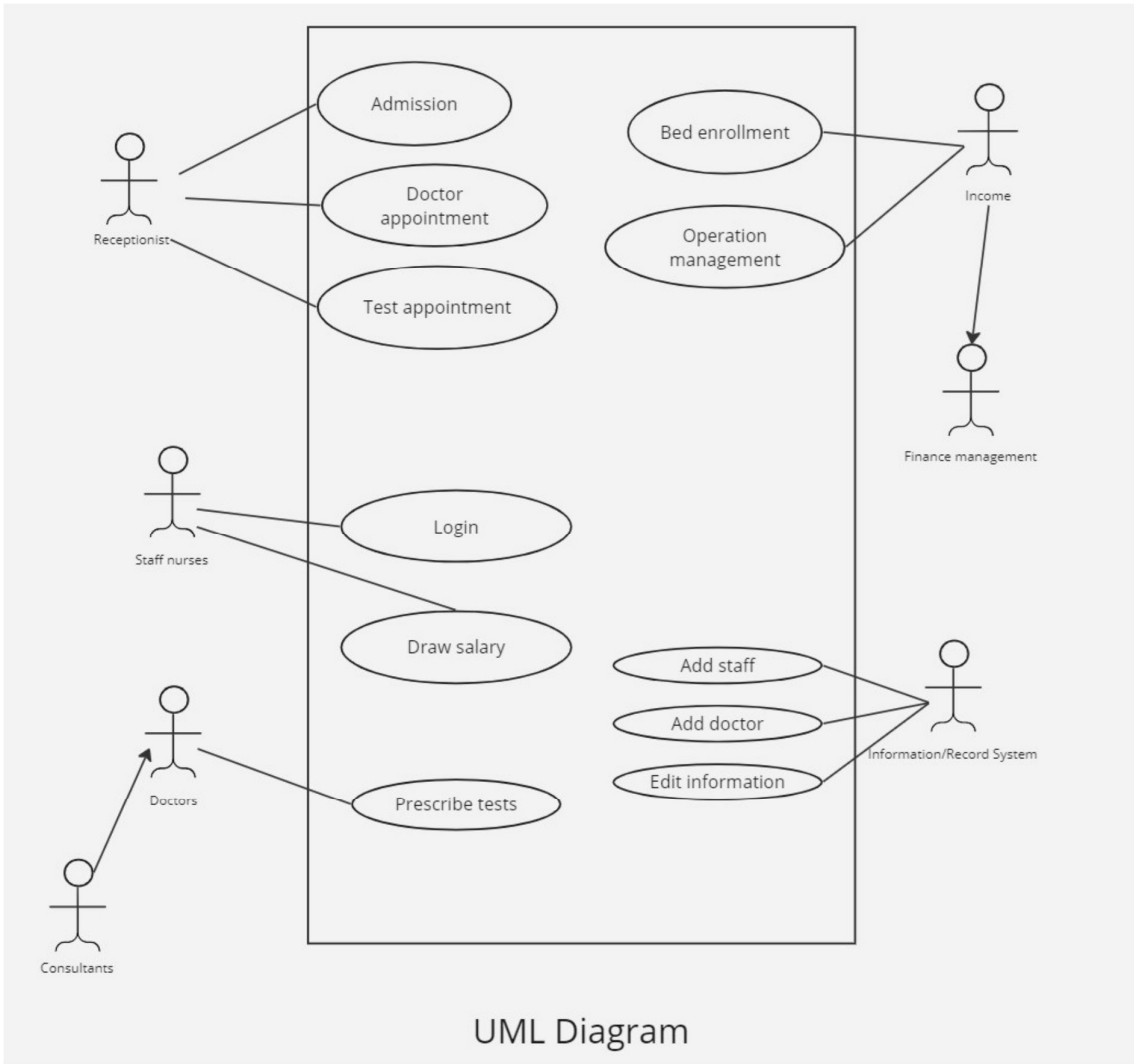 Admission
Bed enrollment
Doctor
appointment
Receptionist
Income
Operation
management
Test appointment
Finance management
Login
Staff nurses
Draw salary
Add staff
Add doctor
Information/Record System
Edit information
Doctors
Prescribe tests
Consultants
UML Diagram